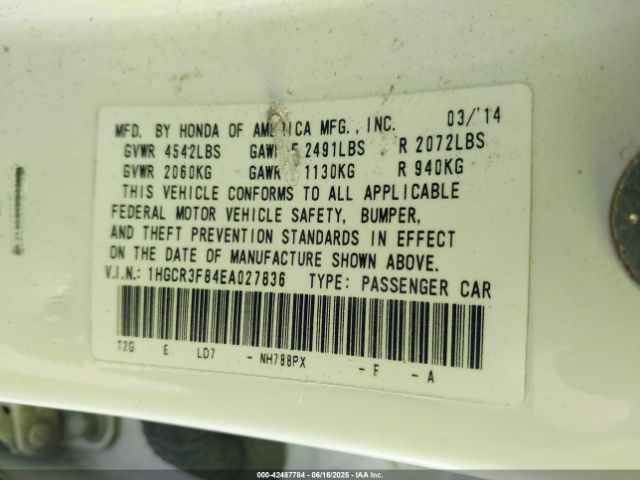 MFD. BY HONDA OF AMERICA MFG., INC. 03/'14
GVWR 4542LBS GAWR F 2491LBS R 2072LBS
GVWR 2060KG GAWR 1130KG R 940KG
THIS VEHICLE CONFORMS TO ALL APPLICABLE
FEDERAL MOTOR VEHICLE SAFETY, BUMPER,
AND THEFT PREVENTION STANDARDS IN EFFECT
ON THE DATE OF MANUFACTURE SHOWN ABOVE.
V.I.N.: 1HGCR3F84EA027836 TYPE: PASSENGER CAR
T2G E LD7 - NH788PX - F - A
000-42487784 - 06/16/2025 - IAA Inc.